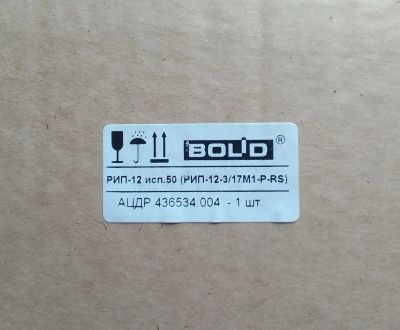 BOLID®
РИП-12 исп.50 (РИП-12-3/17М1-Р-RS)
АЦДР 436534.004 - 1 шт.